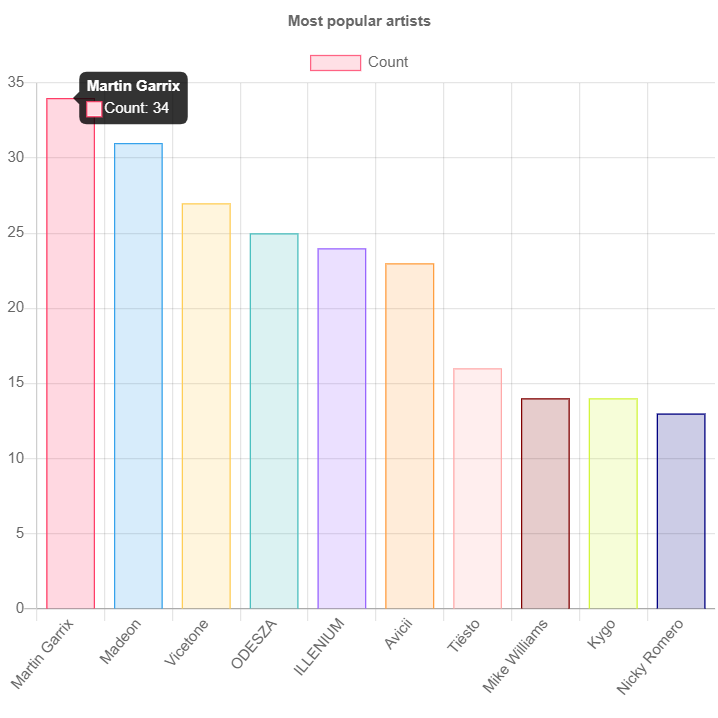 Most popular artists
Count
35
Martin Garrix
Count: 34
30
25
20
15
10
5
0
Martin Garrix
Madeon
Vicetone
ODESZA
ILLENIUM
Avicii
Tiësto
Mike Williams
Kygo
Nicky Romero